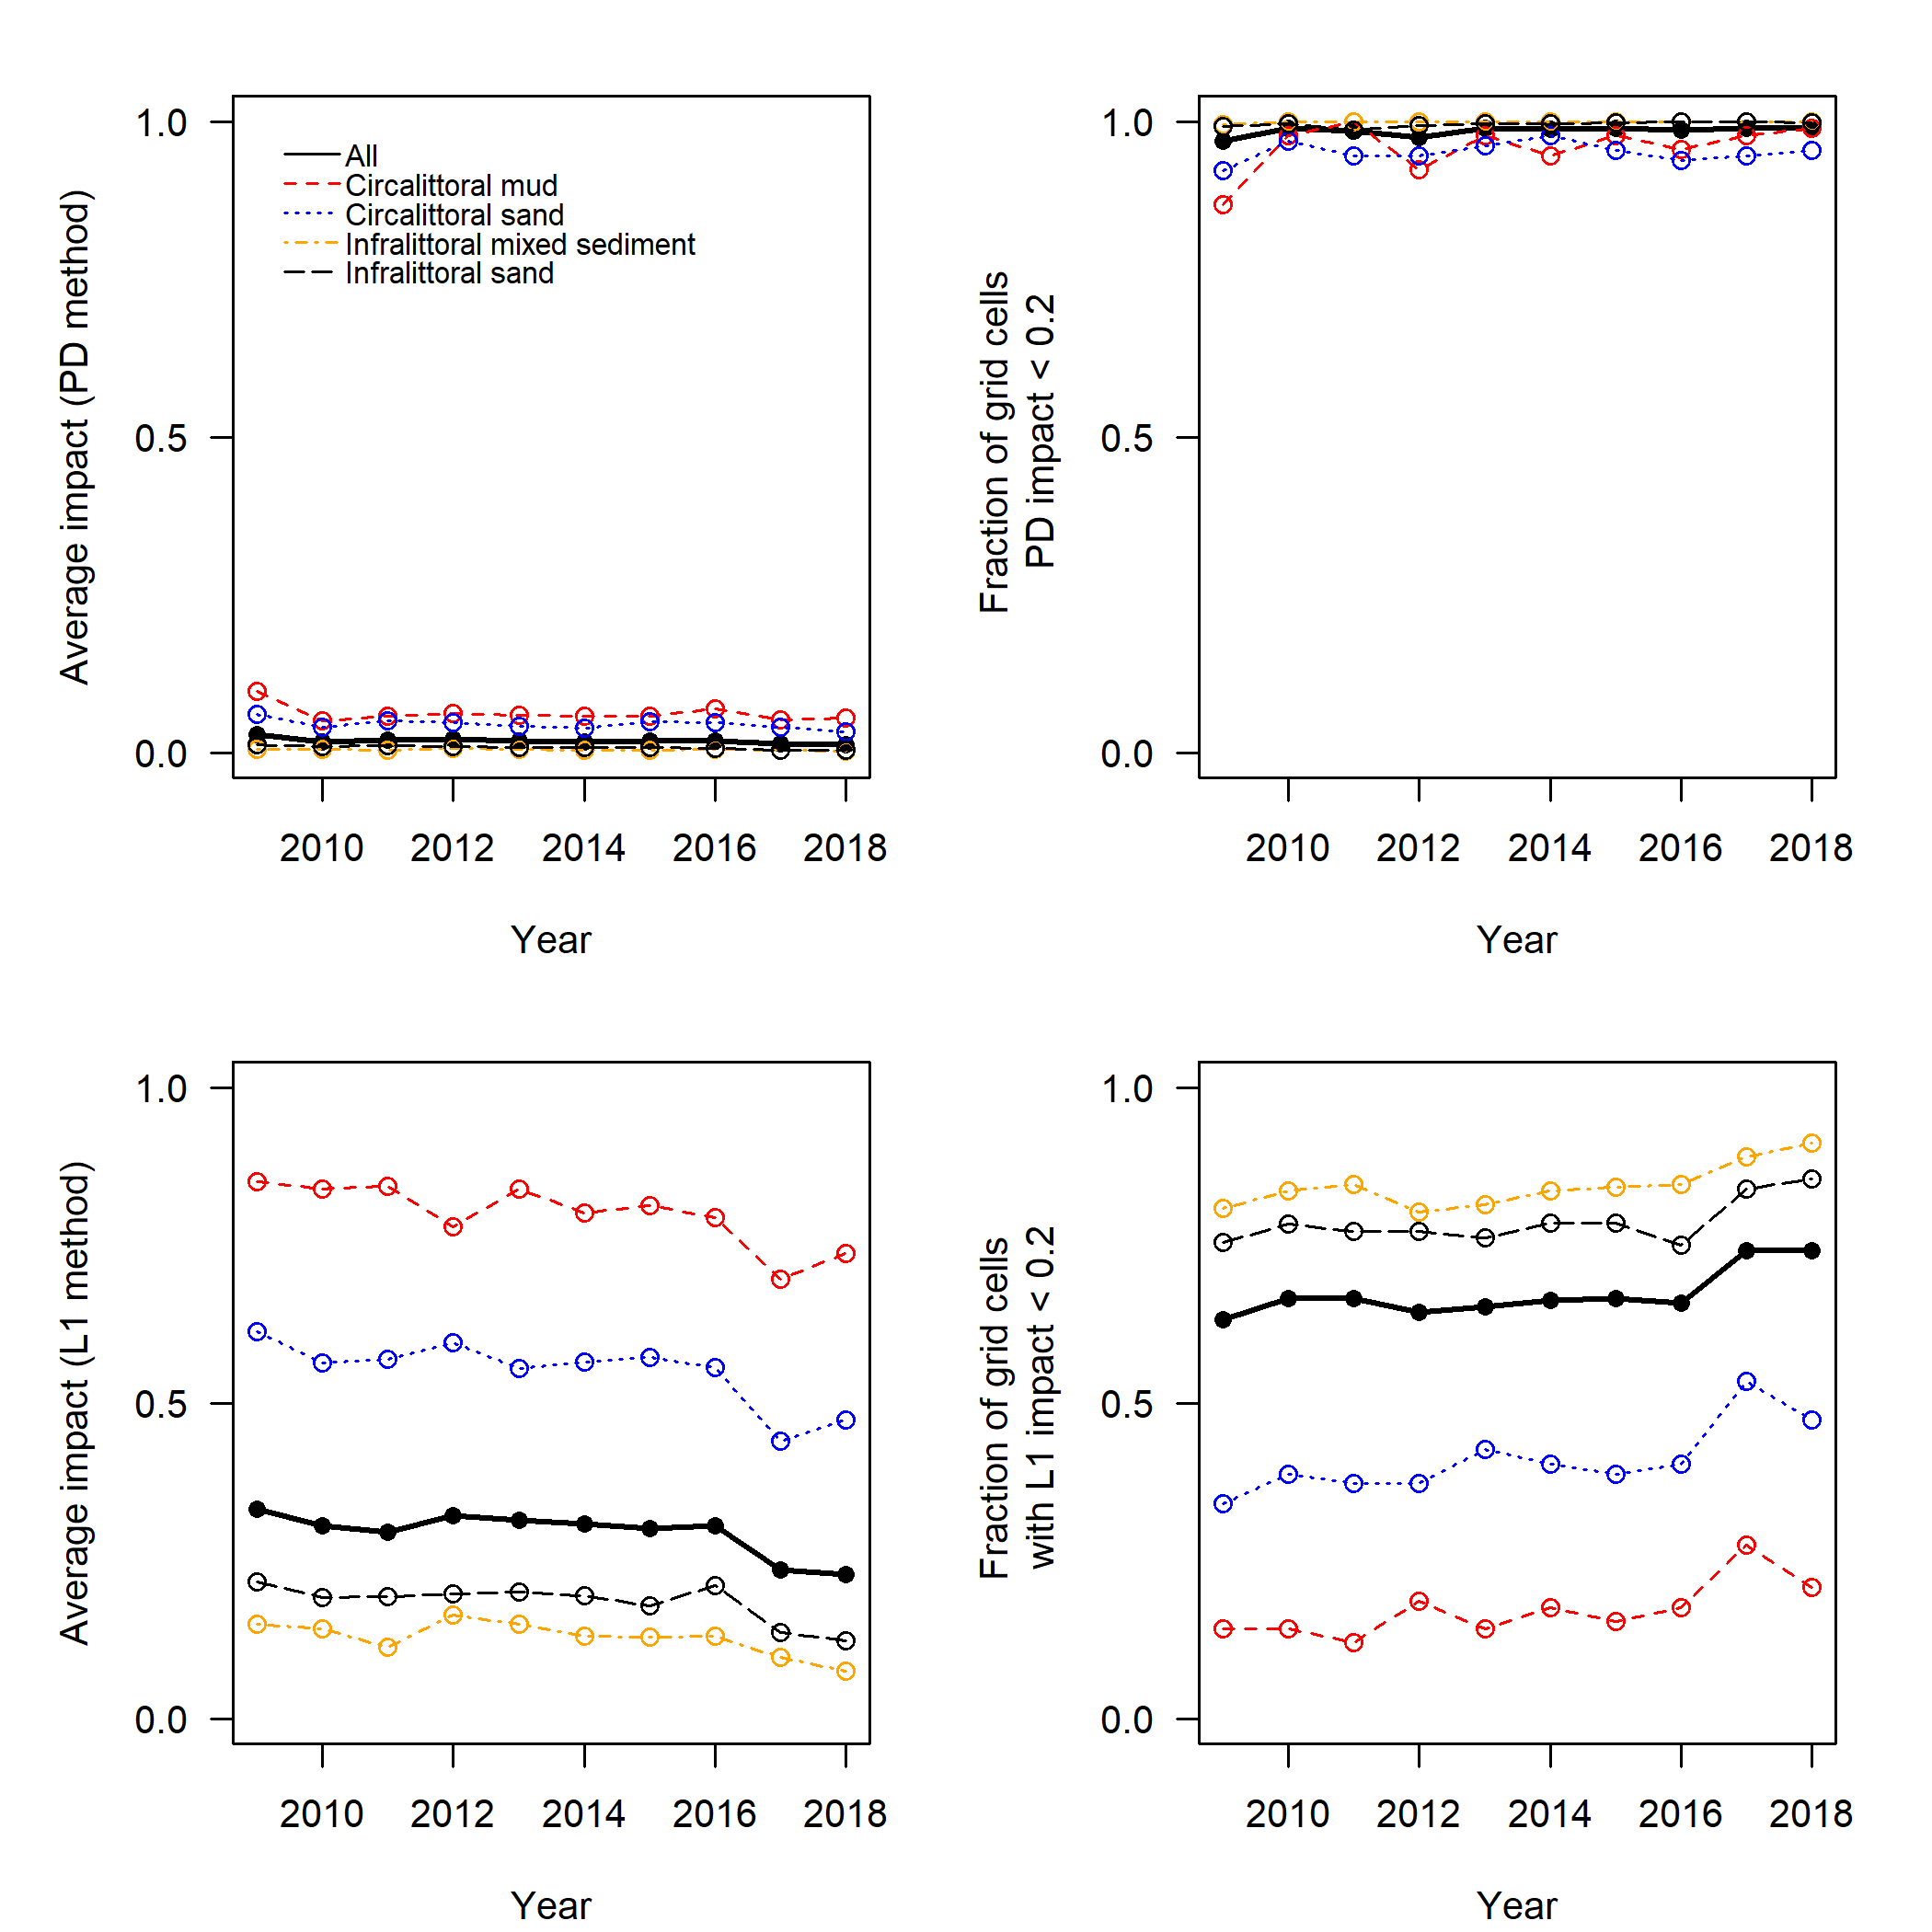 Average impact (PD method)
1.0
0.5
0.0
All
Circalittoral mud
Circalittoral sand
Infralittoral mixed sediment
Infralittoral sand
2010 2012 2014 2016 2018
Year
Fraction of grid cells
PD impact < 0.2
1.0
0.5
0.0
2010 2012 2014 2016 2018
Year
Average impact (L1 method)
1.0
0.5
0.0
2010 2012 2014 2016 2018
Year
Fraction of grid cells
with L1 impact < 0.2
1.0
0.5
0.0
2010 2012 2014 2016 2018
Year